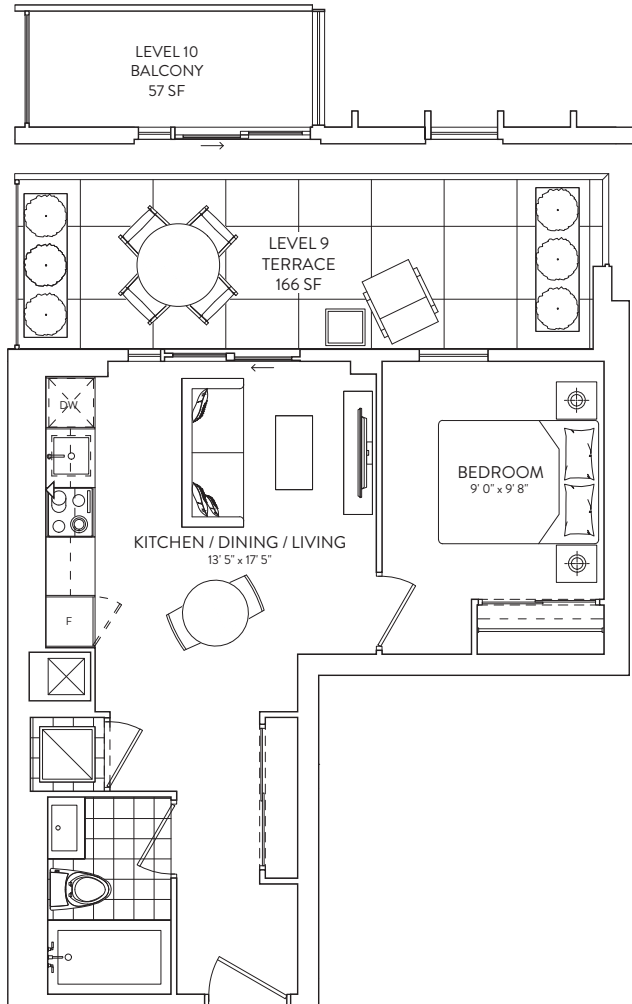 LEVEL 10
BALCONY
57 SF
LEVEL 9
TERRACE
166 SF
DW
BEDROOM
9' 0" x 9' 8"
KITCHEN / DINING / LIVING
13' 5" x 17' 5"
F